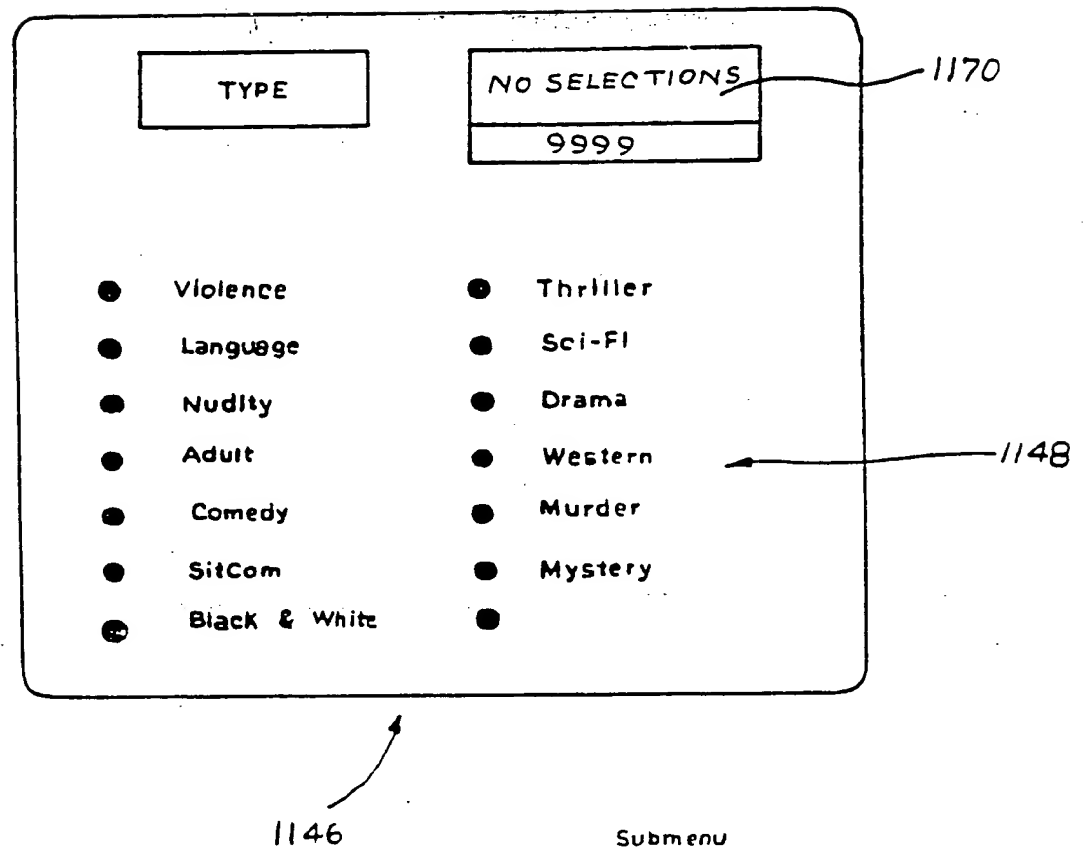 TYPE
NO SELECTIONS
9999
1170
Violence
Language
Nudity
Adult
Comedy
SitCom
Black & White
Thriller
Sci-Fi
Drama
Western
Murder
Mystery
1148
1146
Submenu